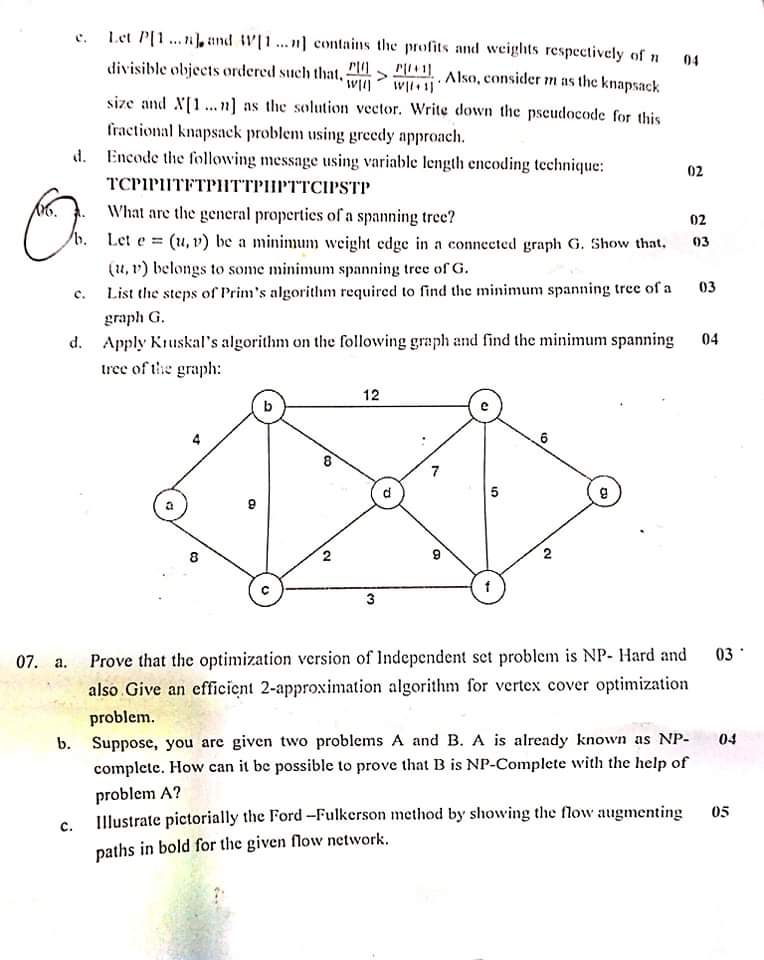 c. Let P[1 ... n], and W[1 ... n] contains the profits and weights respectively of n 04
divisible objects ordered such that, P[i]/W[i] > P[i+1]/W[i+1]. Also, consider m as the knapsack
size and X[1 ... n] as the solution vector. Write down the pseudocode for this
fractional knapsack problem using greedy approach.
d. Encode the following message using variable length encoding technique: 02
TCPIPHTFTPHTTPHPTTCIPSTP
06. a. What are the general properties of a spanning tree? 02
b. Let e = (u, v) be a minimum weight edge in a connected graph G. Show that. 03
(u, v) belongs to some minimum spanning tree of G.
c. List the steps of Prim's algorithm required to find the minimum spanning tree of a 03
graph G.
d. Apply Kruskal's algorithm on the following graph and find the minimum spanning 04
tree of the graph:
12
b e
4 8 7 6
a 9 d 5 g
8 2 9 2
c f
3
07. a. Prove that the optimization version of Independent set problem is NP- Hard and 03
also Give an efficient 2-approximation algorithm for vertex cover optimization
problem.
b. Suppose, you are given two problems A and B. A is already known as NP- 04
complete. How can it be possible to prove that B is NP-Complete with the help of
problem A?
c. Illustrate pictorially the Ford –Fulkerson method by showing the flow augmenting 05
paths in bold for the given flow network.